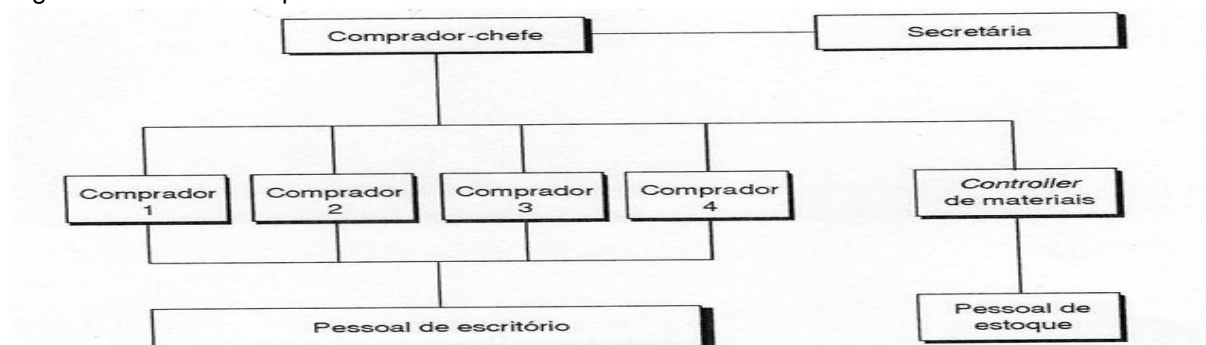 Comprador-chefe
Secretária
Comprador
1
Comprador
2
Comprador
3
Comprador
4
Controller
de materiais
Pessoal de escritório
Pessoal de
estoque